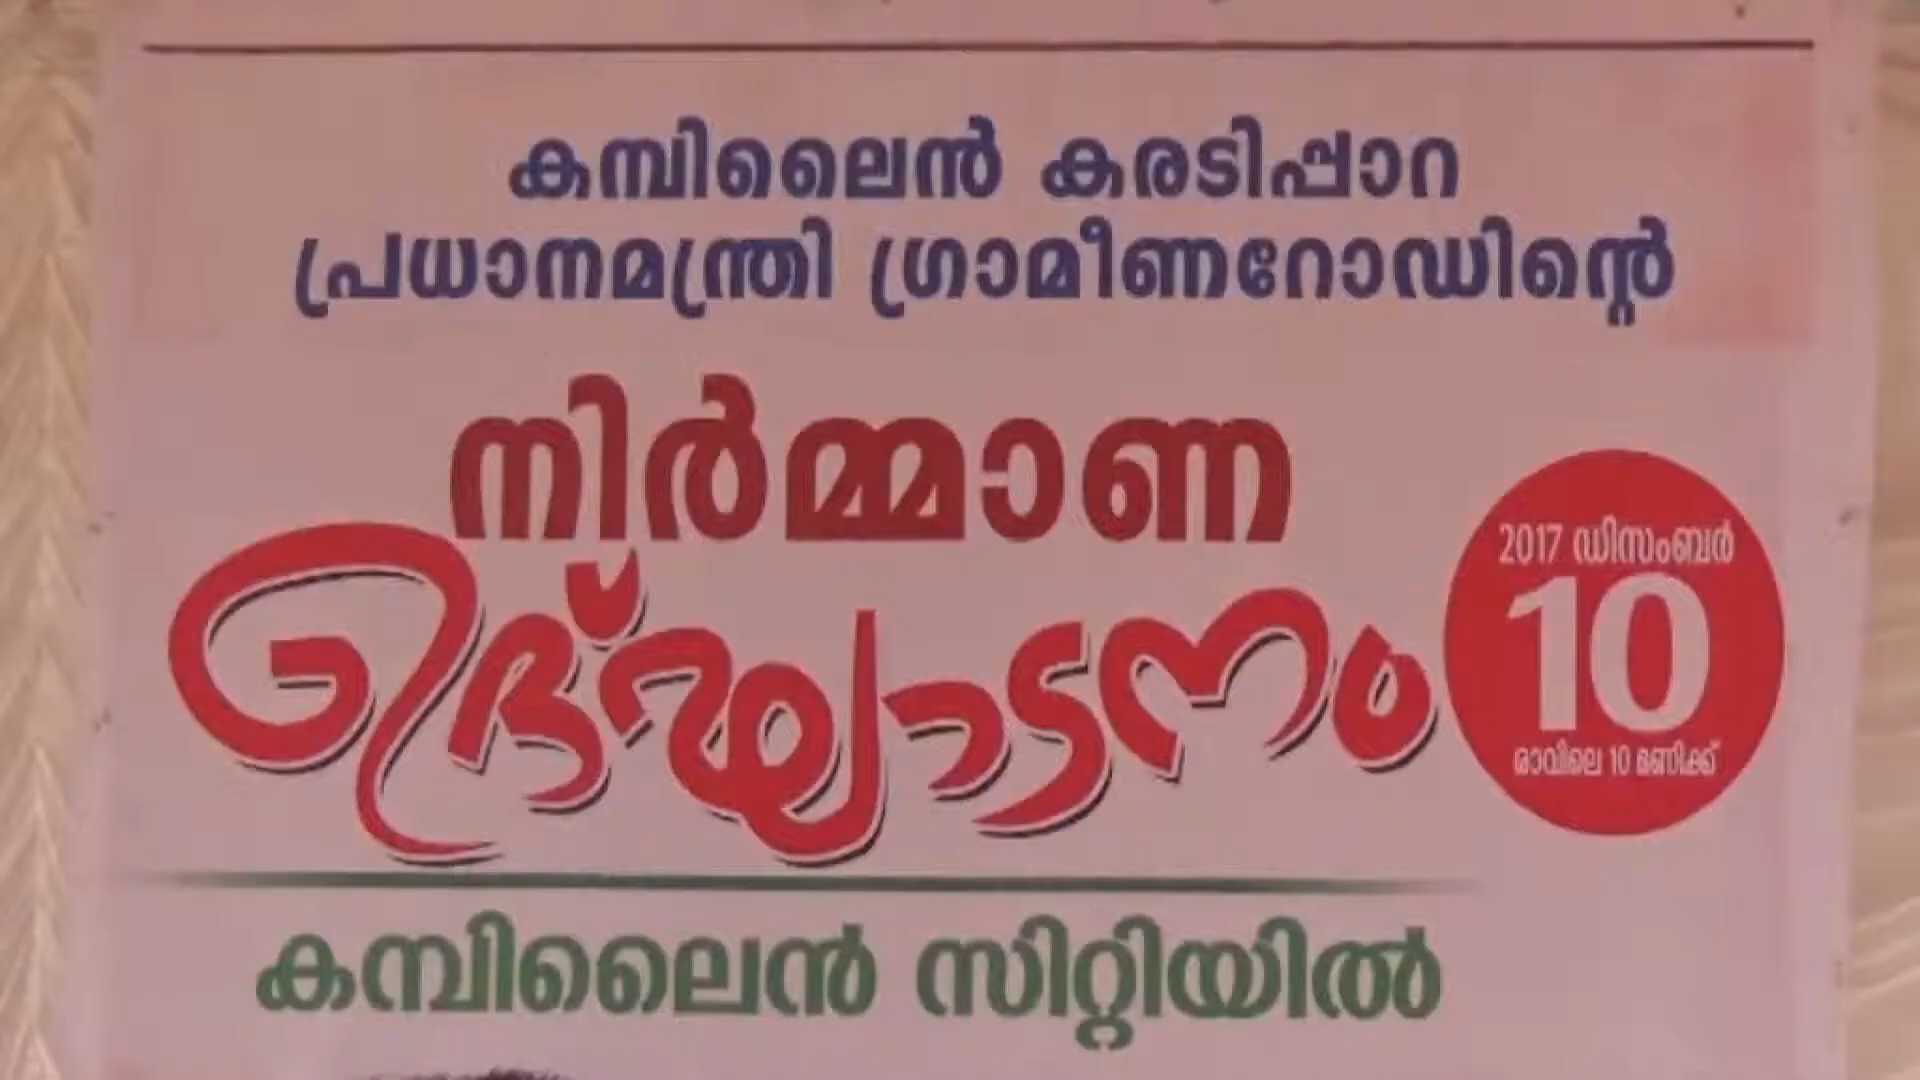 കമ്പിലൈൻ കരടിപ്പാറ
പ്രധാനമന്ത്രി ഗ്രാമീണറോഡിന്റെ
നിർമ്മാണ
ഉദ്ഘാടനം
2017 ഡിസംബർ
10
രാവിലെ 10 മണിക്ക്
കമ്പിലൈൻ സിറ്റിയിൽ